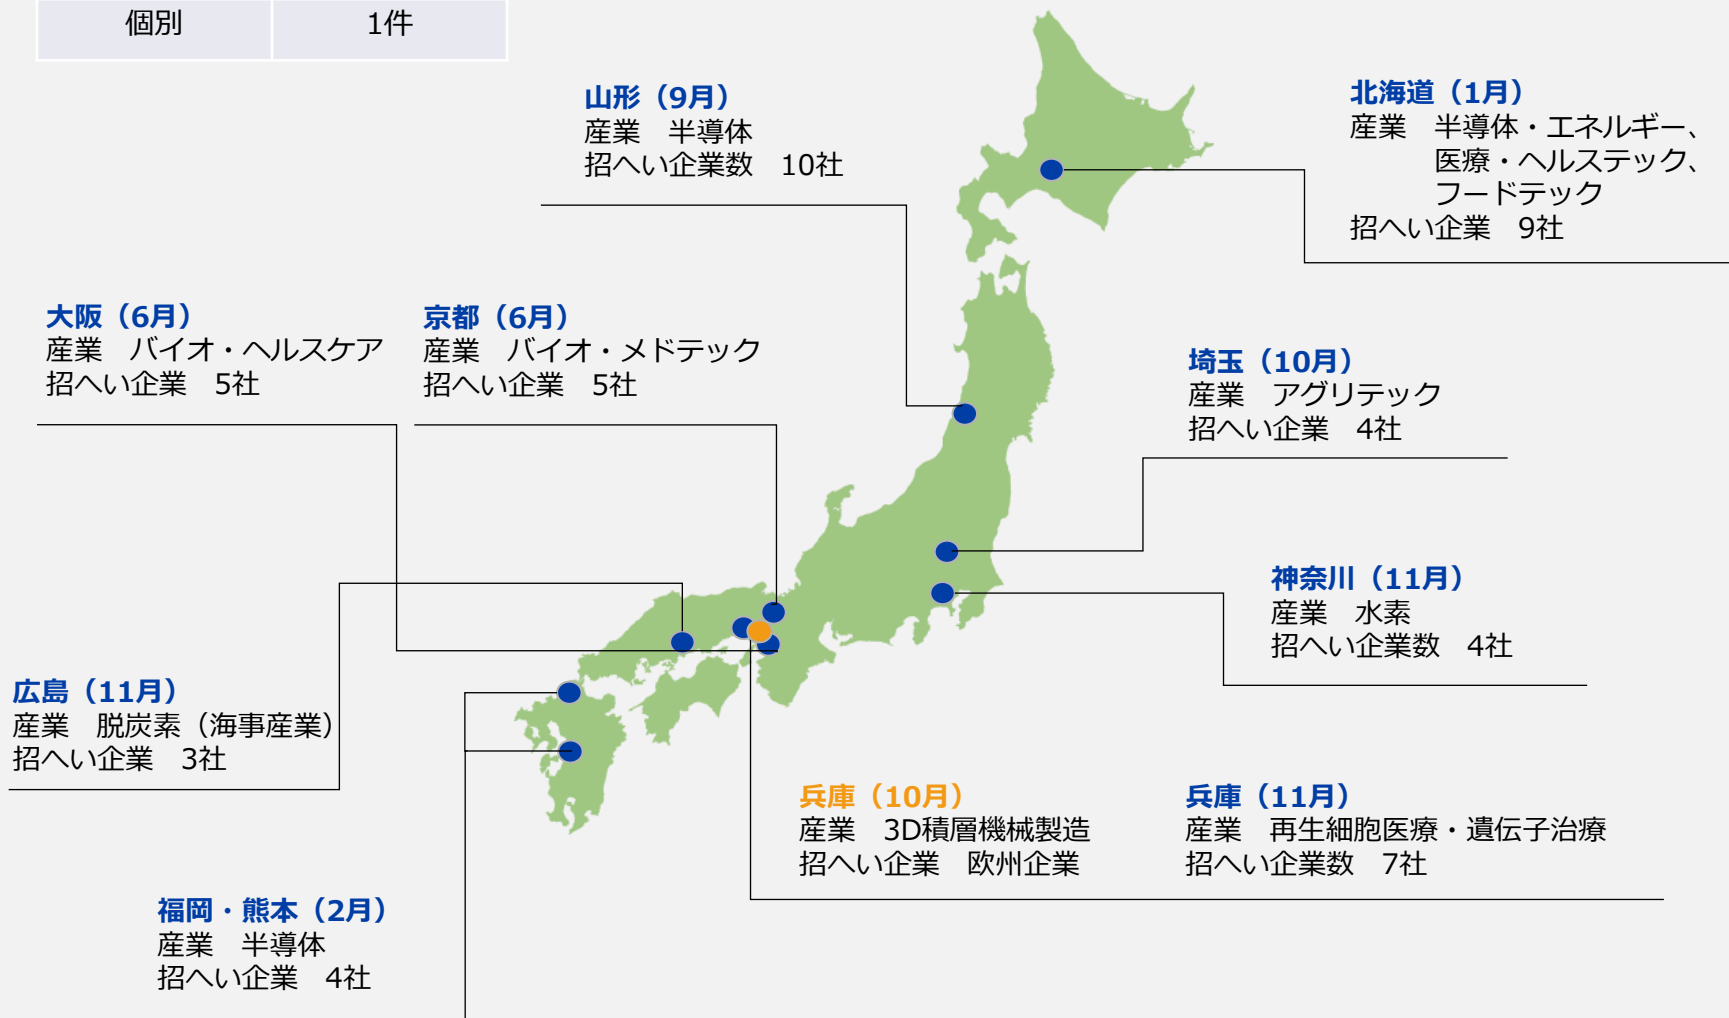 個別 1件
山形（9月）
産業　半導体
招へい企業数　10社
北海道（1月）
産業　半導体・エネルギー、
医療・ヘルステック、
フードテック
招へい企業　9社
大阪（6月）
産業　バイオ・ヘルスケア
招へい企業　5社
京都（6月）
産業　バイオ・メドテック
招へい企業　5社
埼玉（10月）
産業　アグリテック
招へい企業　4社
神奈川（11月）
産業　水素
招へい企業数　4社
広島（11月）
産業　脱炭素（海事産業）
招へい企業　3社
兵庫（10月）
産業　3D積層機械製造
招へい企業　欧州企業
兵庫（11月）
産業　再生細胞医療・遺伝子治療
招へい企業数　7社
福岡・熊本（2月）
産業　半導体
招へい企業　4社